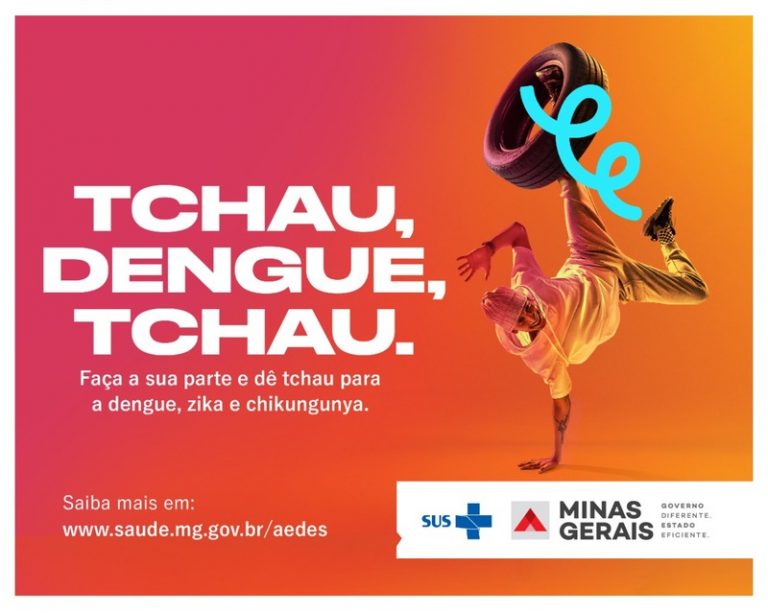 TCHAU,
DENGUE,
TCHAU.
Faça a sua parte e dê tchau para
a dengue, zika e chikungunya.
Saiba mais em:
www.saude.mg.gov.br/aedes
SUS
MINAS
GERAIS
GOVERNO
DIFERENTE.
ESTADO
EFICIENTE.